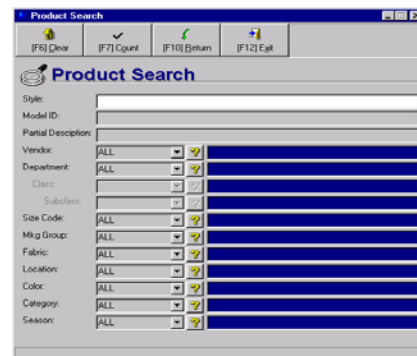 Product Search
[F6] Clear [F7] Count [F10] Return [F12] Exit
Product Search
Style:
Model ID:
Partial Desciption:
Vendor: ALL
Department: ALL
Class:
Subclass:
Size Code: ALL
Mkg Group: ALL
Fabric: ALL
Location: ALL
Color: ALL
Category: ALL
Season: ALL